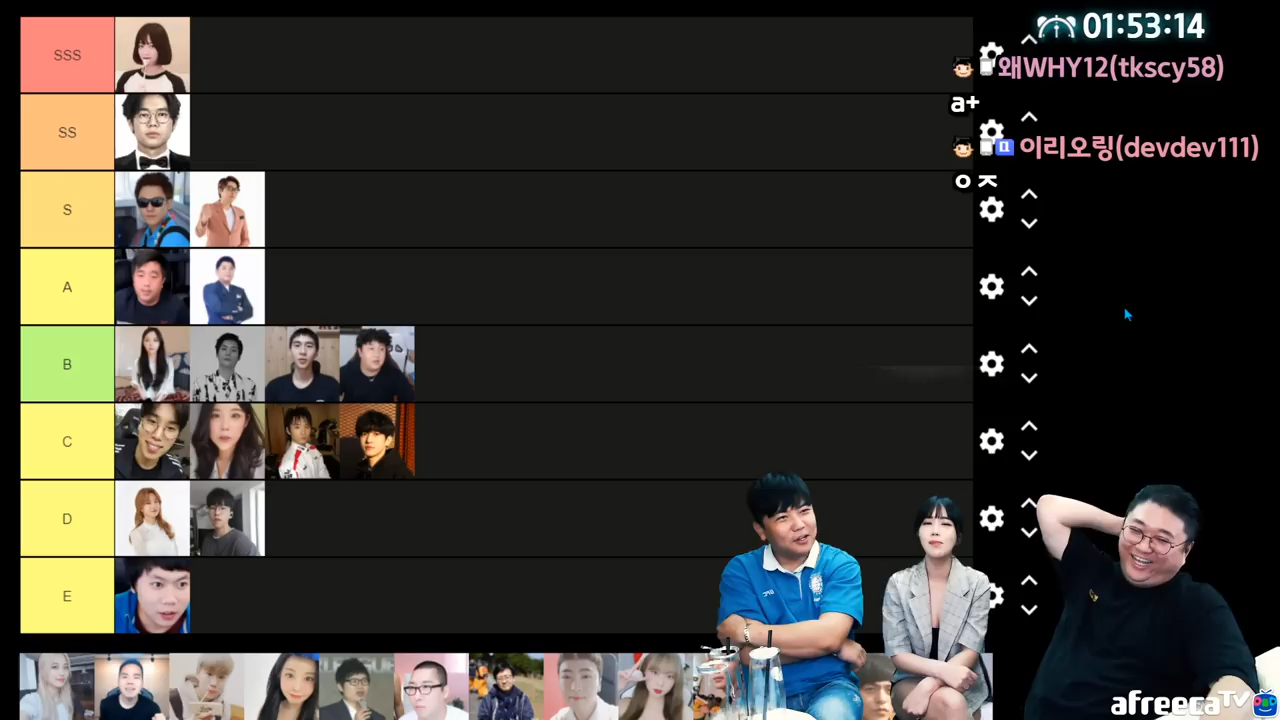 01:53:14
SSS
왜WHY12(tkscy58)
a+
SS
이리오링(devdev111)
ㅇㅈ
S
A
B
C
D
E
afreecaTV